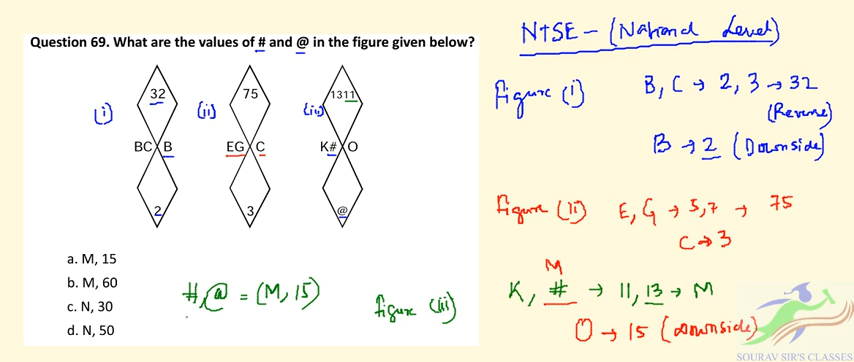 Question 69. What are the values of # and @ in the figure given below?
(i) 32
BC B
2
(ii) 75
EG C
3
(iii) 1311
K# O
@
a. M, 15
b. M, 60
c. N, 30
d. N, 50
#, @ = (M, 15)
NTSE - (National Level)
Figure (i) B, C → 2, 3 → 32
(Reverse)
B → 2 (Downside)
Figure (ii) E, G → 5, 7 → 75
C → 3
Figure (iii)
M
K, # → 11, 13 → M
O → 15 (Downside)
SOURAV SIR'S CLASSES